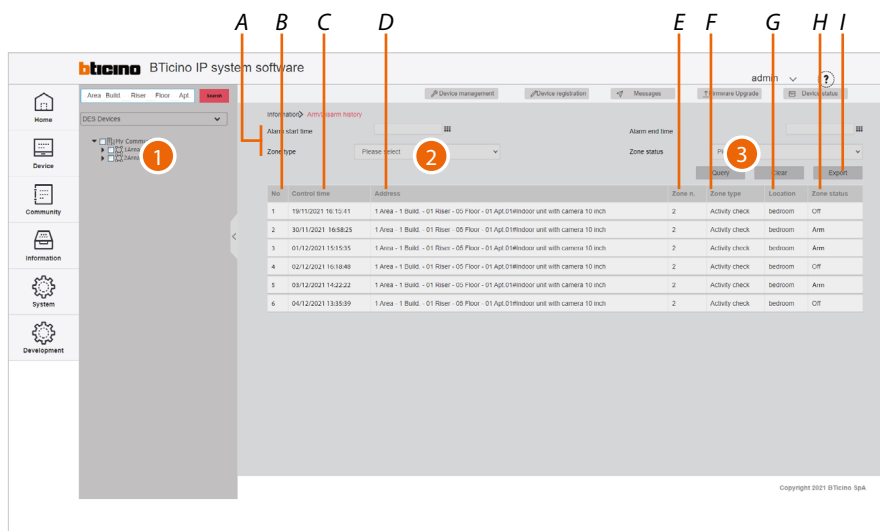 A B C D E F G H I
bticino BTicino IP system software
admin
?
Area Build. Riser Floor Apt. Search
Device management Device registration Messages Firmware Upgrade Device status
Home
DES Devices
Information Arm/Disarm history
Alarm start time Alarm end time
My Commu
1Area
2Area
1
Zone type Please select 2 Zone status 3
Query Clear Export
Device
Community
Information
System
Development
No Control time Address Zone n. Zone type Location Zone status
1 19/11/2021 16:15:41 1 Area - 1 Build. - 01 Riser - 05 Floor - 01 Apt.01#Indoor unit with camera 10 inch 2 Activity check bedroom Off
2 30/11/2021 16:58:25 1 Area - 1 Build. - 01 Riser - 05 Floor - 01 Apt.01#Indoor unit with camera 10 inch 2 Activity check bedroom Arm
3 01/12/2021 15:15:35 1 Area - 1 Build. - 01 Riser - 05 Floor - 01 Apt.01#Indoor unit with camera 10 inch 2 Activity check bedroom Arm
4 02/12/2021 16:18:48 1 Area - 1 Build. - 01 Riser - 05 Floor - 01 Apt.01#Indoor unit with camera 10 inch 2 Activity check bedroom Off
5 03/12/2021 14:22:22 1 Area - 1 Build. - 01 Riser - 05 Floor - 01 Apt.01#Indoor unit with camera 10 inch 2 Activity check bedroom Arm
6 04/12/2021 13:35:39 1 Area - 1 Build. - 01 Riser - 05 Floor - 01 Apt.01#Indoor unit with camera 10 inch 2 Activity check bedroom Off
Copyright 2021 BTicino SpA